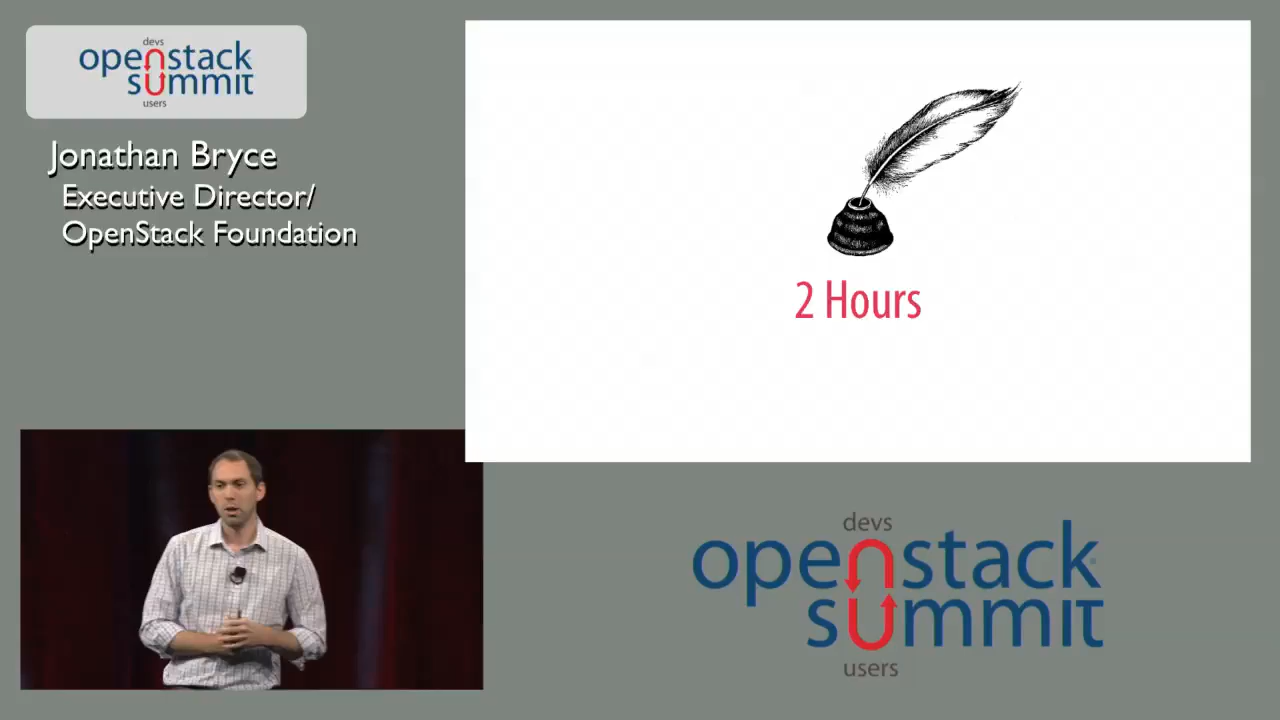 devs
openstack
summit
users
Jonathan Bryce
Executive Director/
OpenStack Foundation
2 Hours
devs
openstack
summit
users